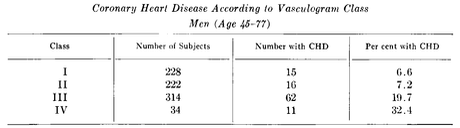 Coronary Heart Disease According to Vasculogram Class
Men (Age 45-77)
Class Number of Subjects Number with CHD Per cent with CHD
I 228 15 6.6
II 222 16 7.2
III 314 62 19.7
IV 34 11 32.4